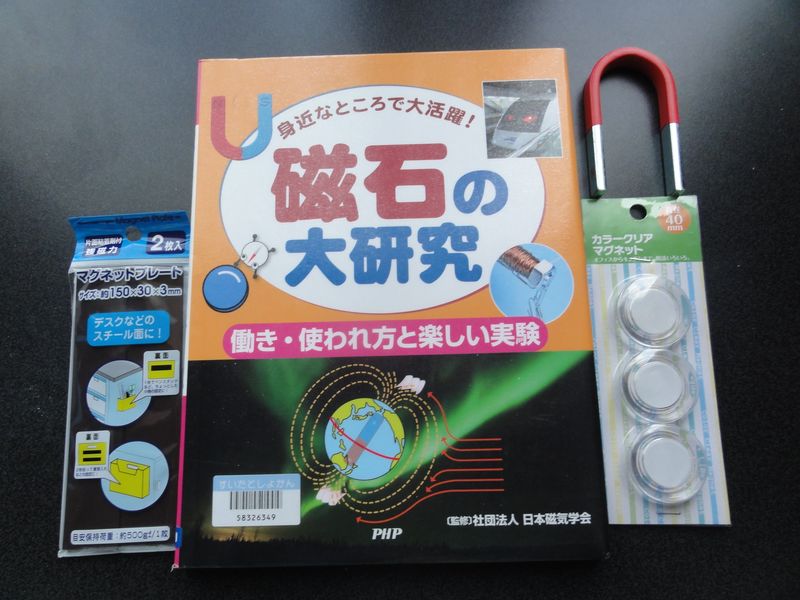 身近なところで大活躍!
磁石の
大研究
働き・使われ方と楽しい実験
すいたとしょかん
58326349
PHP
〔監修〕社団法人 日本磁気学会
片面粘着剤付
強磁力
2枚入
マグネットプレート
サイズ:約150×30×3mm
デスクなどの
スチール面に!
裏面
裏面
目安保持荷重:約500gf/1枚
40
mm
カラークリア
マグネット